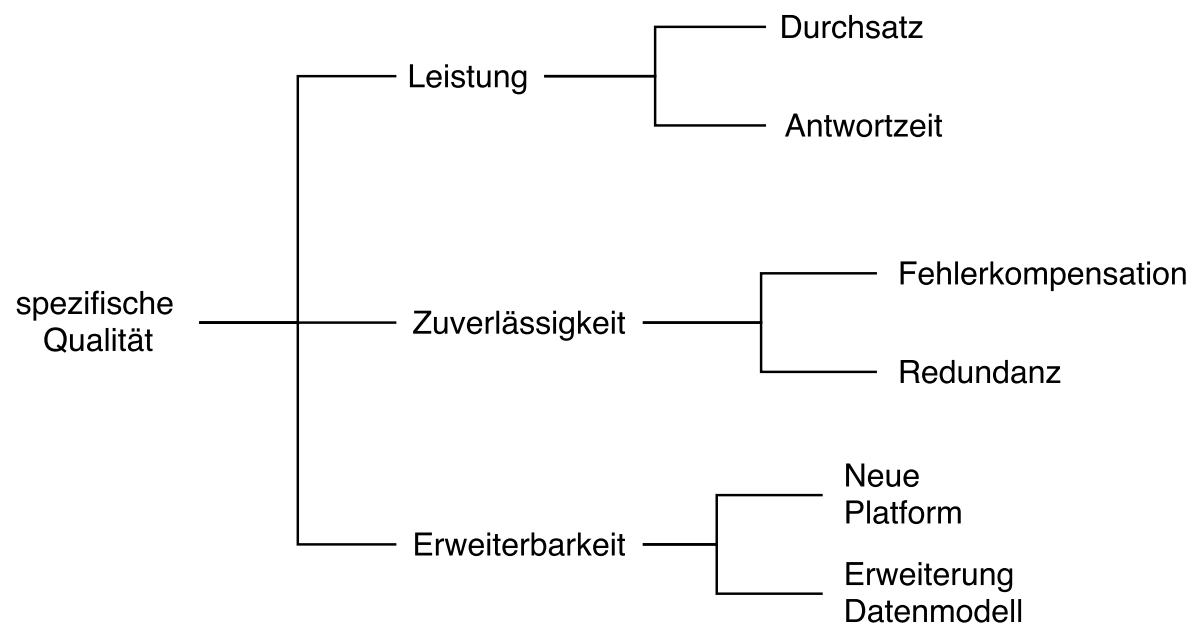 spezifische
Qualität
Leistung
Durchsatz
Antwortzeit
Zuverlässigkeit
Fehlerkompensation
Redundanz
Erweiterbarkeit
Neue
Platform
Erweiterung
Datenmodell